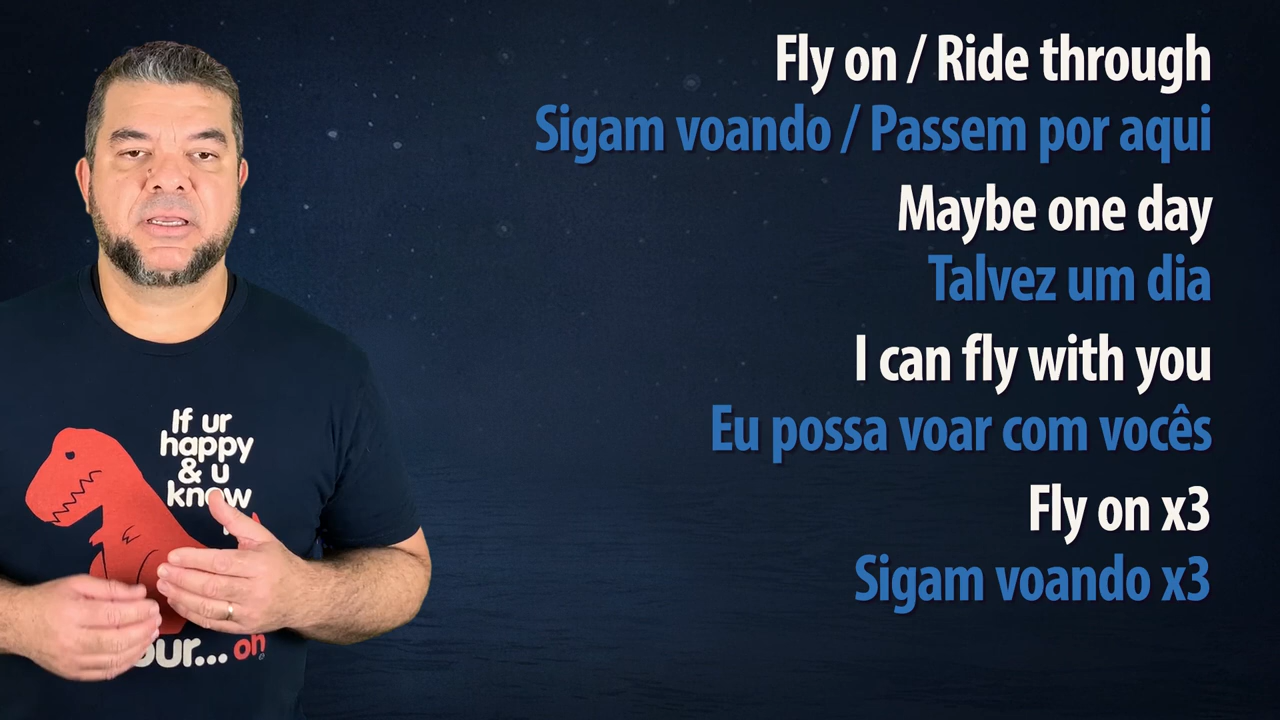 Fly on / Ride through
Sigam voando / Passem por aqui
Maybe one day
Talvez um dia
I can fly with you
Eu possa voar com vocês
Fly on x3
Sigam voando x3
If ur
happy
& u
know
oh